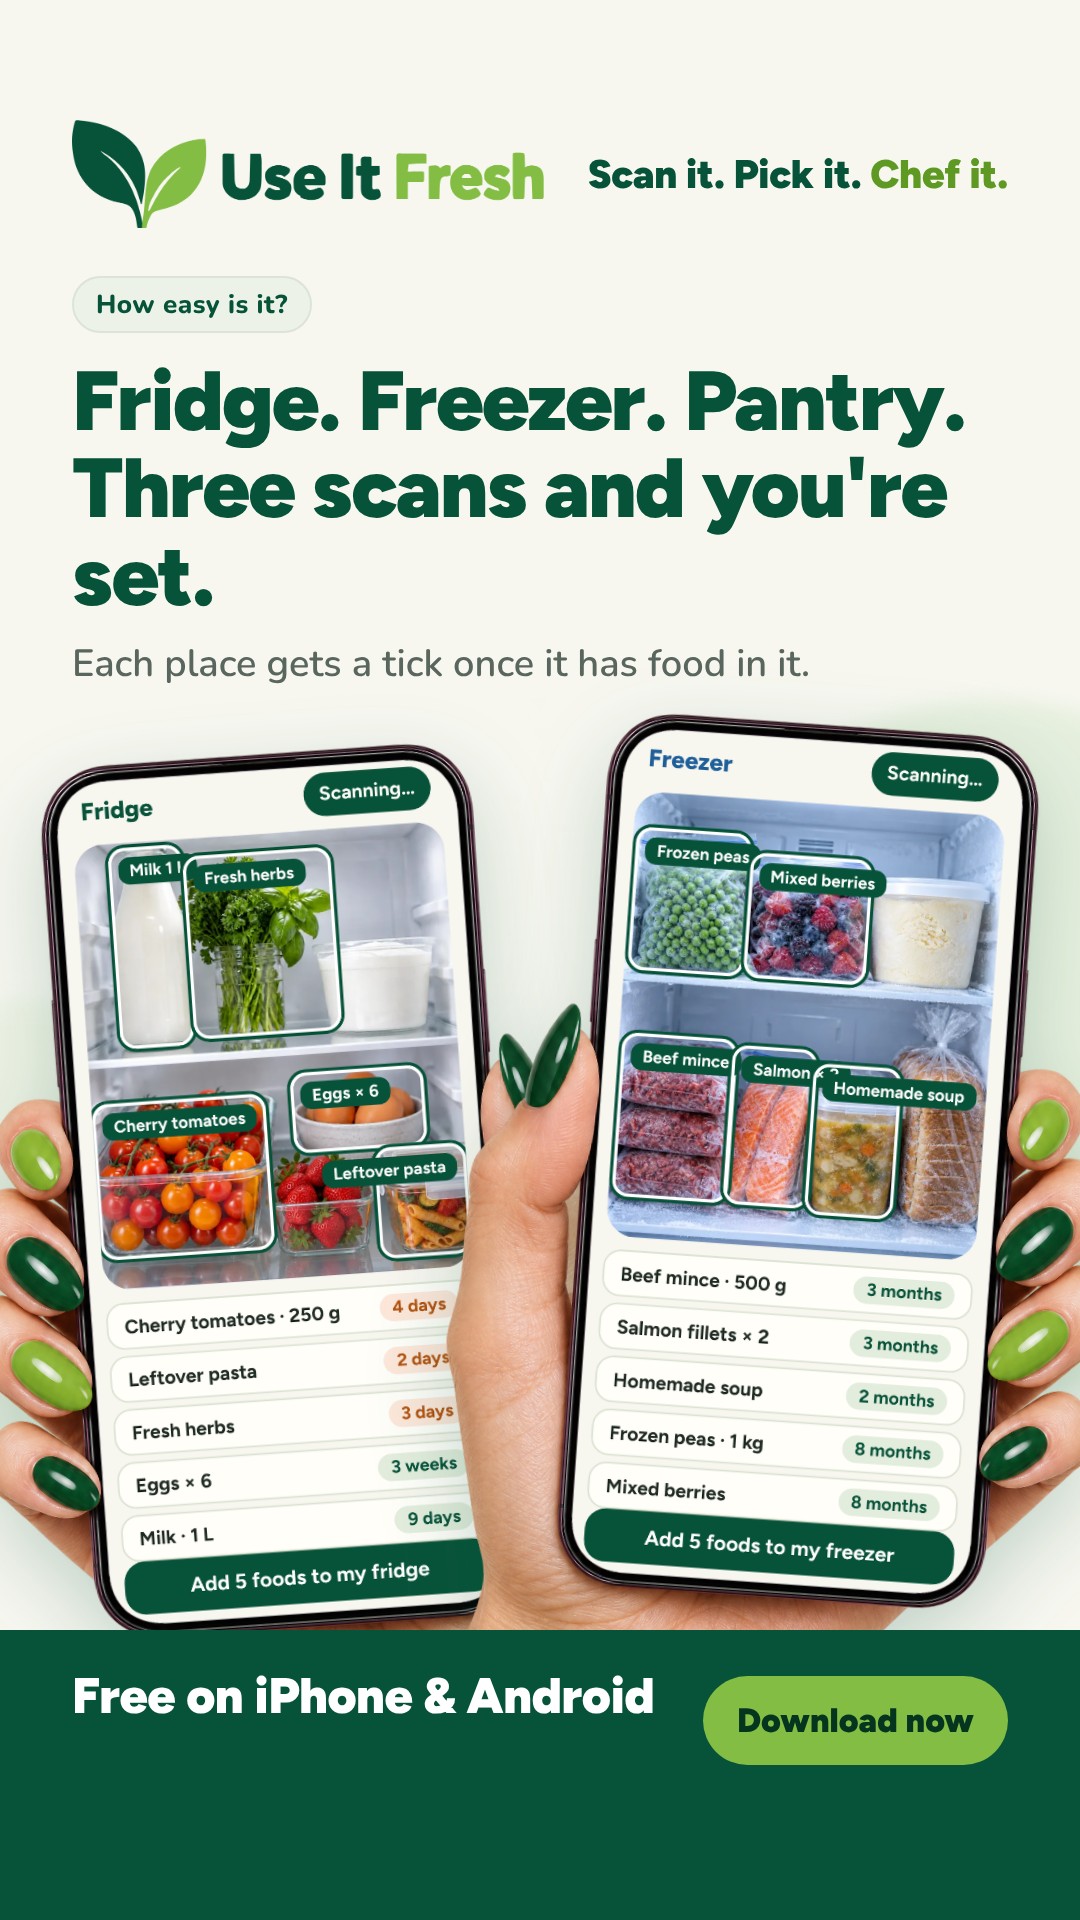 Use It Fresh
Scan it. Pick it. Chef it.
How easy is it?
Fridge. Freezer. Pantry.
Three scans and you're
set.
Each place gets a tick once it has food in it.
Fridge
Scanning...
Milk 1
Fresh herbs
Eggs × 6
Cherry tomatoes
Leftover pasta
Cherry tomatoes · 250 g
4 days
Leftover pasta
2 days
Fresh herbs
3 days
Eggs × 6
3 weeks
Milk · 1 L
9 days
Add 5 foods to my fridge
Freezer
Scanning...
Frozen peas
Mixed berries
Beef mince
Salmon
Homemade soup
Beef mince · 500 g
3 months
Salmon fillets × 2
3 months
Homemade soup
2 months
Frozen peas · 1 kg
8 months
Mixed berries
8 months
Add 5 foods to my freezer
Free on iPhone & Android
Download now